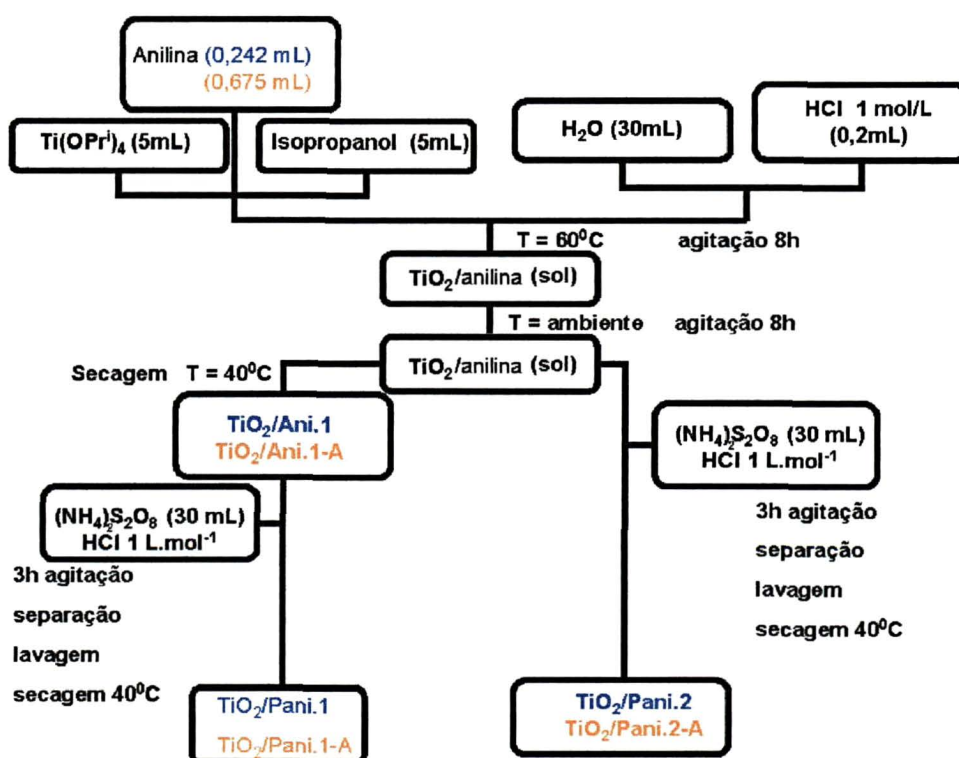 Anilina (0,242 mL)
(0,675 mL)
Ti(OPrⁱ)₄ (5mL)
Isopropanol (5mL)
H₂O (30mL)
HCl 1 mol/L
(0,2mL)
T = 60⁰C
agitação 8h
TiO₂/anilina (sol)
T = ambiente
agitação 8h
TiO₂/anilina (sol)
Secagem T = 40⁰C
TiO₂/Ani.1
TiO₂/Ani.1-A
(NH₄)₂S₂O₈ (30 mL)
HCl 1 L.mol⁻¹
3h agitação
separação
lavagem
secagem 40⁰C
(NH₄)₂S₂O₈ (30 mL)
HCl 1 L.mol⁻¹
3h agitação
separação
lavagem
secagem 40⁰C
TiO₂/Pani.1
TiO₂/Pani.1-A
TiO₂/Pani.2
TiO₂/Pani.2-A